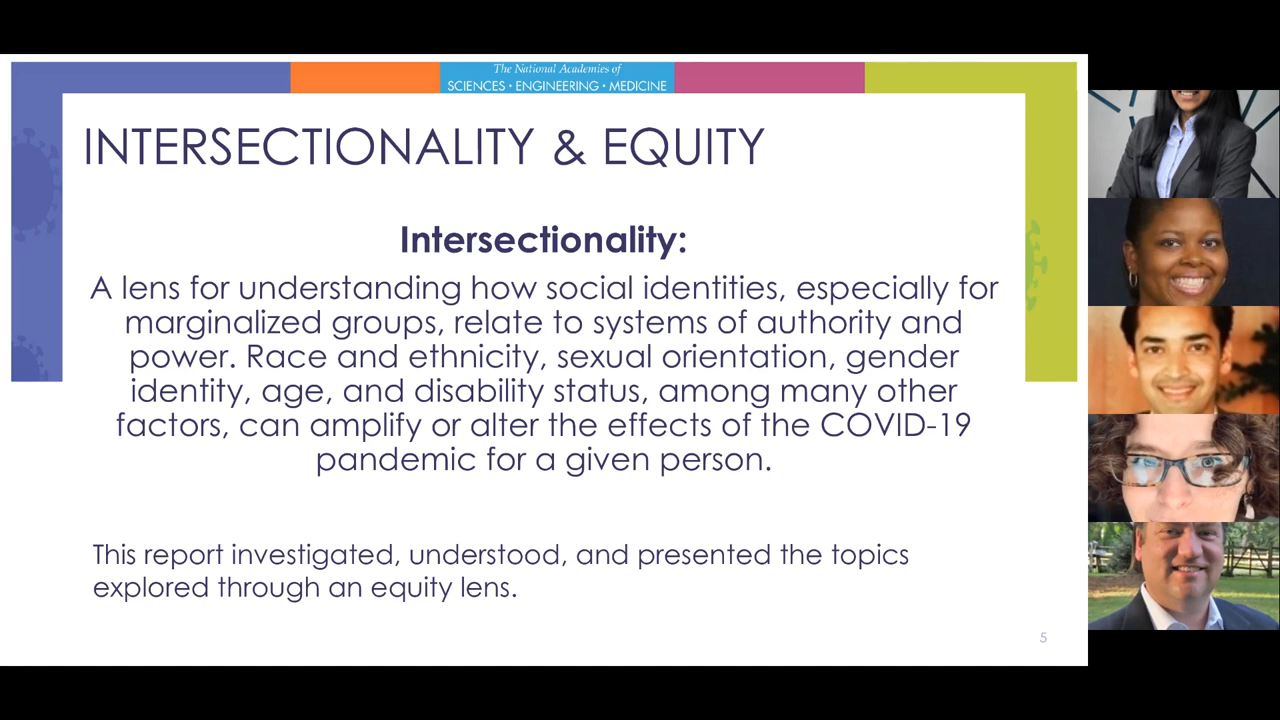 The National Academies of
SCIENCES • ENGINEERING • MEDICINE
INTERSECTIONALITY & EQUITY
Intersectionality:
A lens for understanding how social identities, especially for
marginalized groups, relate to systems of authority and
power. Race and ethnicity, sexual orientation, gender
identity, age, and disability status, among many other
factors, can amplify or alter the effects of the COVID-19
pandemic for a given person.
This report investigated, understood, and presented the topics
explored through an equity lens.
5